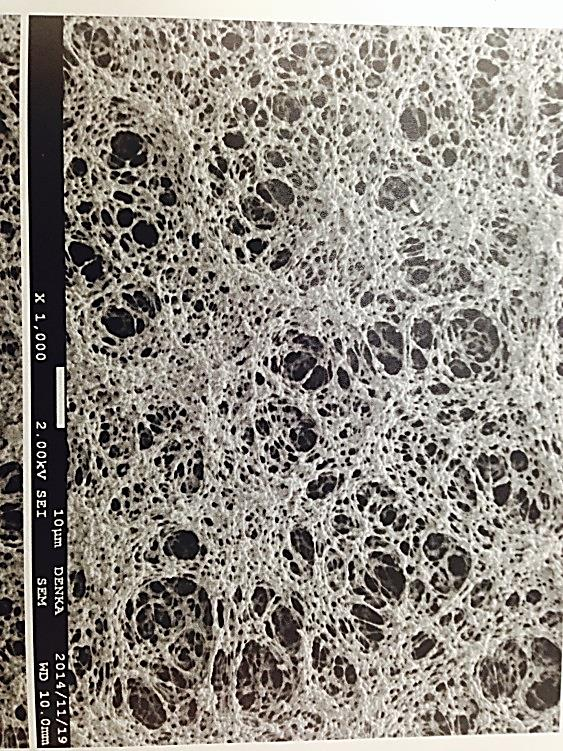 X 1,000 2.00kV SEI SEM WD 10.0mm
10μm DENKA 2014/11/19